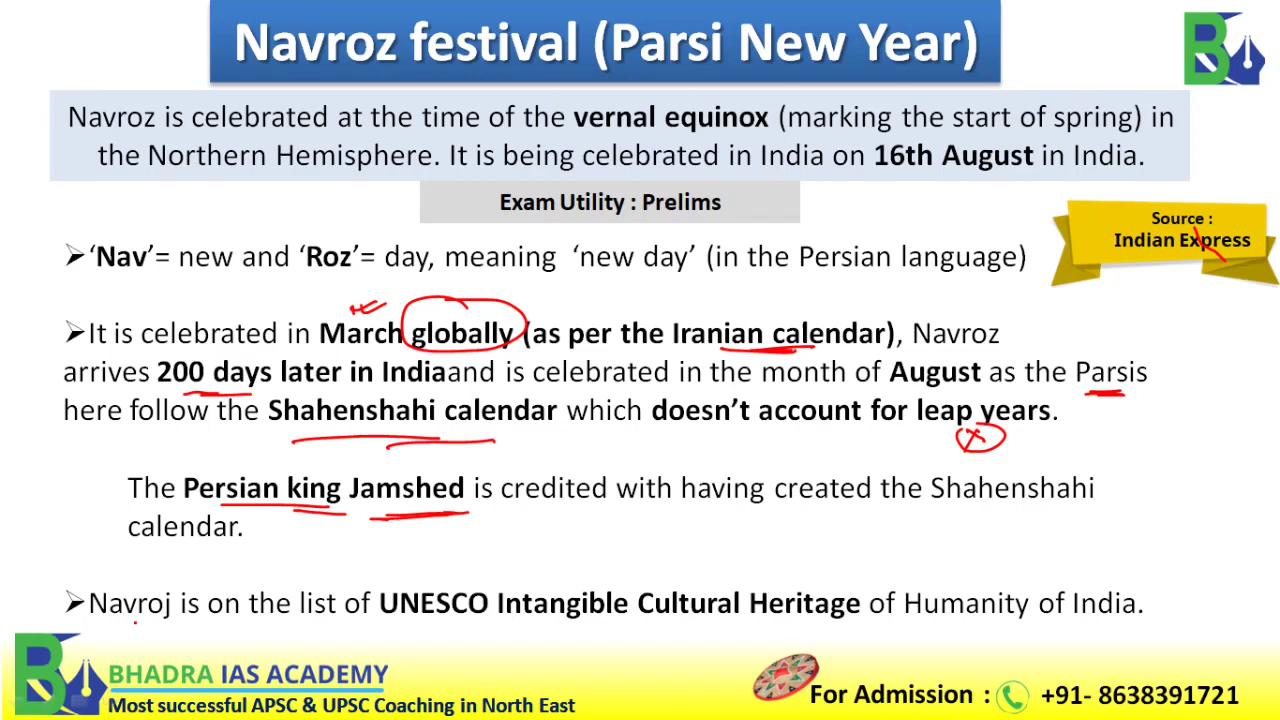 Navroz festival (Parsi New Year)
Navroz is celebrated at the time of the vernal equinox (marking the start of spring) in
the Northern Hemisphere. It is being celebrated in India on 16th August in India.
Exam Utility : Prelims
Source :
Indian Express
➢‘Nav’= new and ‘Roz’= day, meaning ‘new day’ (in the Persian language)
➢It is celebrated in March globally (as per the Iranian calendar), Navroz
arrives 200 days later in Indiaand is celebrated in the month of August as the Parsis
here follow the Shahenshahi calendar which doesn’t account for leap years.
The Persian king Jamshed is credited with having created the Shahenshahi
calendar.
➢Navroj is on the list of UNESCO Intangible Cultural Heritage of Humanity of India.
BHADRA IAS ACADEMY
Most successful APSC & UPSC Coaching in North East
For Admission : +91- 8638391721